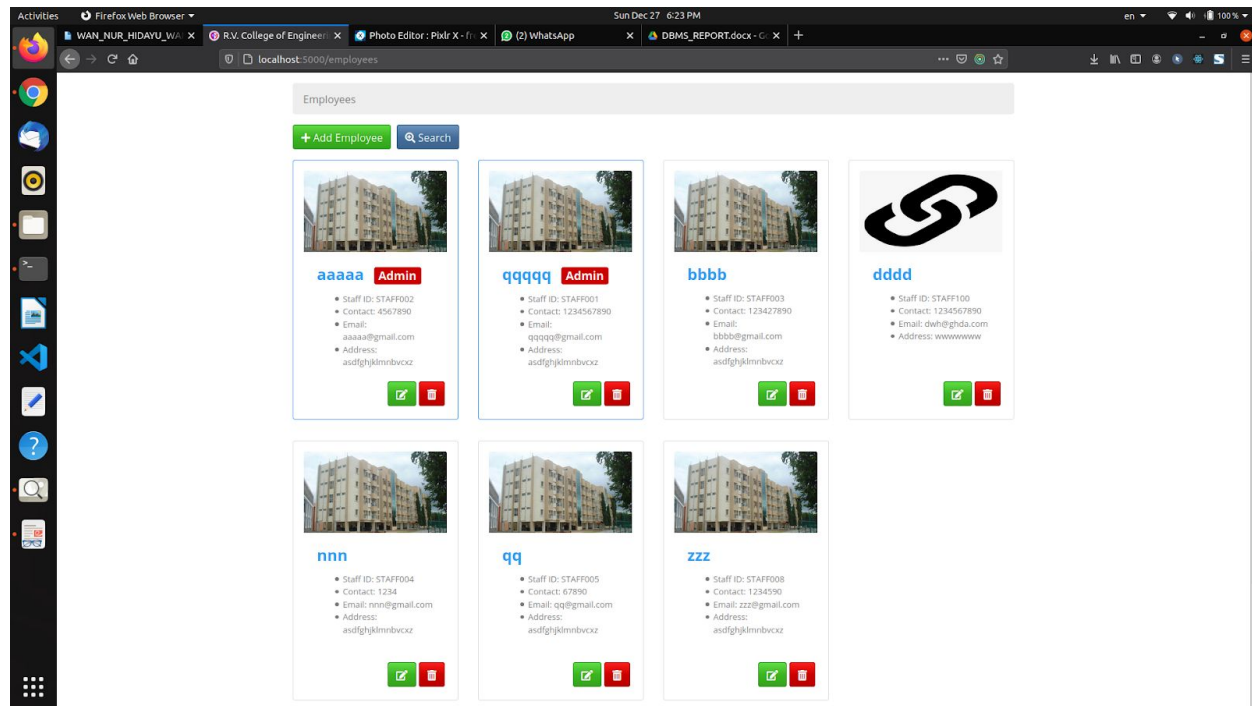 Activities Firefox Web Browser Sun Dec 27 6:23 PM en 100 %
WAN_NUR_HIDAYU_WA R.V. College of Engineeri Photo Editor : Pixlr X - fr (2) WhatsApp DBMS_REPORT.docx - Go
localhost:5000/employees
Employees
Add Employee Search
aaaaa Admin
Staff ID: STAFF002
Contact: 4567890
Email:
aaaaa@gmail.com
Address:
asdfghjklmnbvcxz
qqqqq Admin
Staff ID: STAFF001
Contact: 1234567890
Email:
qqqqq@gmail.com
Address:
asdfghjklmnbvcxz
bbbb
Staff ID: STAFF003
Contact: 123427890
Email:
bbbb@gmail.com
Address:
asdfghjklmnbvcxz
dddd
Staff ID: STAFF100
Contact: 1234567890
Email: dwh@ghda.com
Address: wwwwwww
nnn
Staff ID: STAFF004
Contact: 1234
Email: nnn@gmail.com
Address:
asdfghjklmnbvcxz
qq
Staff ID: STAFF005
Contact: 67890
Email: qq@gmail.com
Address:
asdfghjklmnbvcxz
zzz
Staff ID: STAFF008
Contact: 1234590
Email: zzz@gmail.com
Address:
asdfghjklmnbvcxz